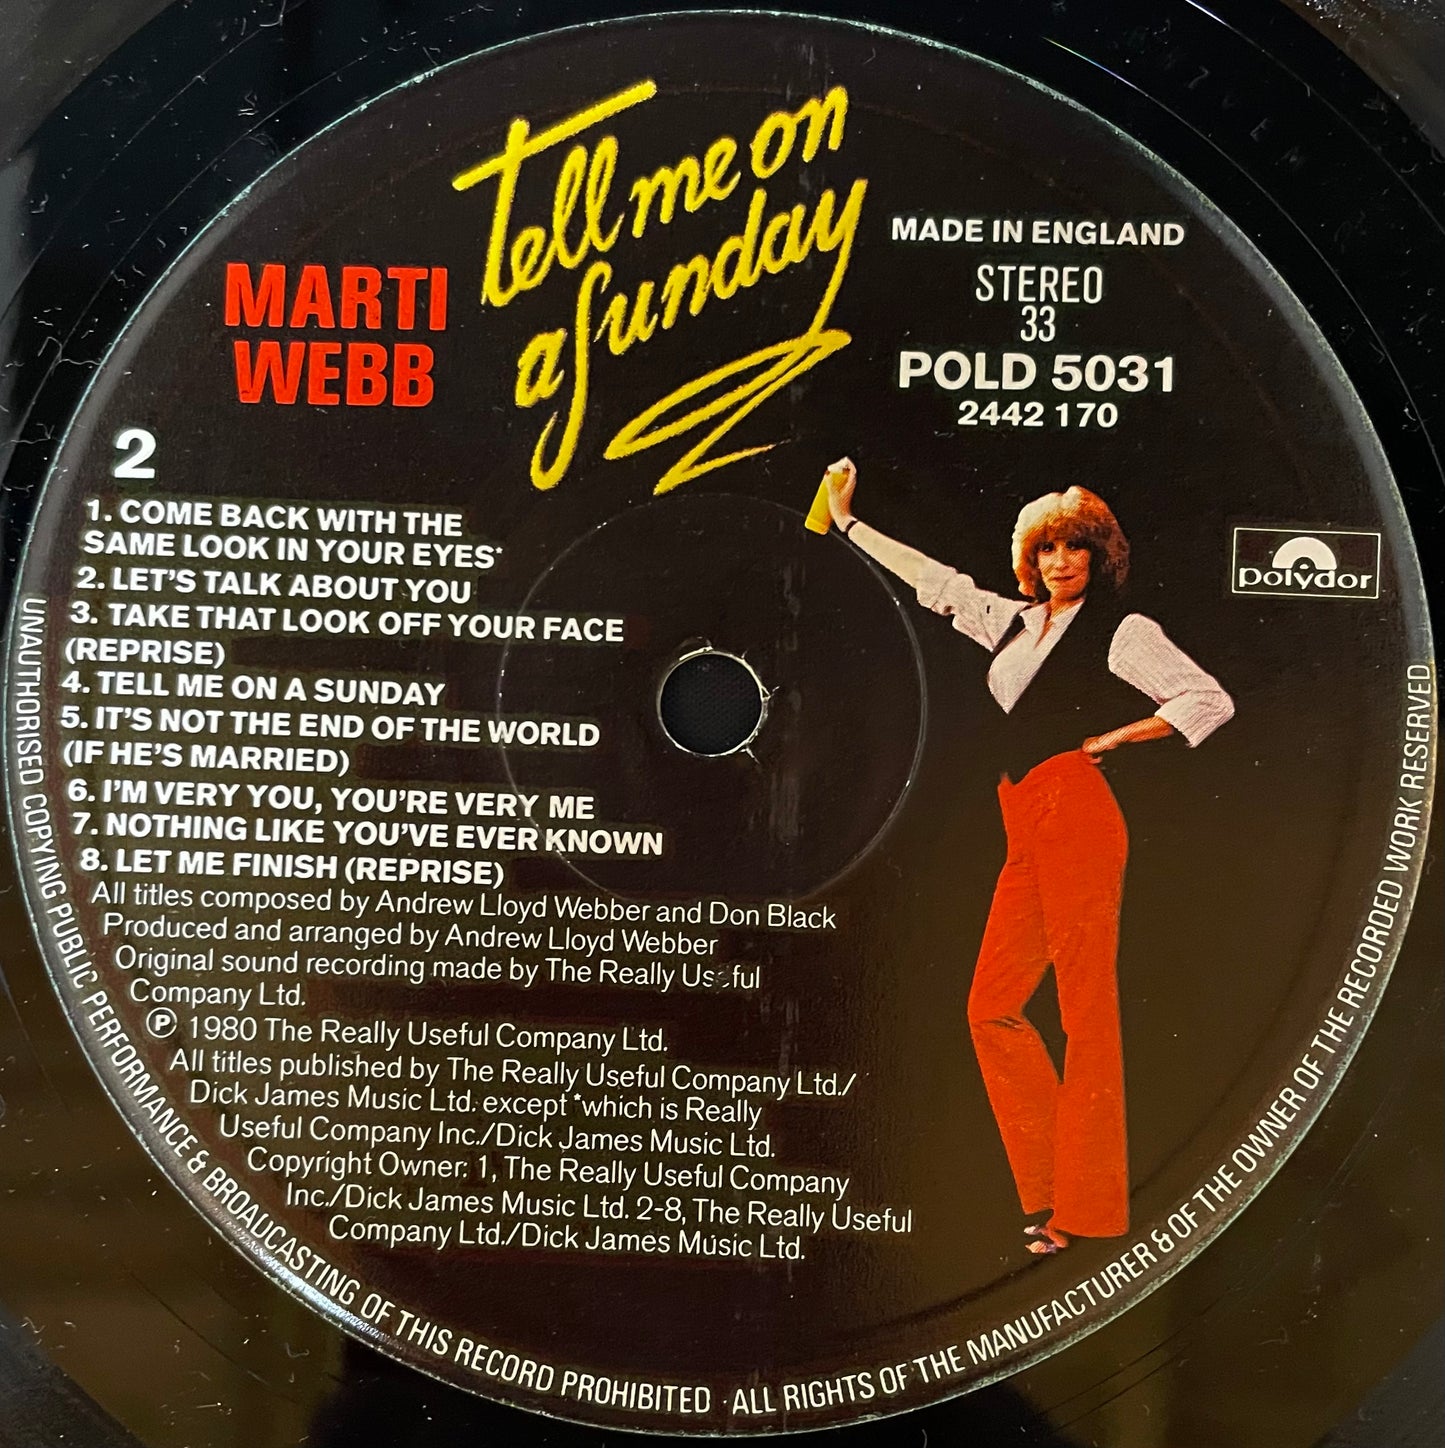 Tell me on
a Sunday
MARTI
WEBB
MADE IN ENGLAND
STEREO
33
POLD 5031
2442 170
polydor
2
1. COME BACK WITH THE
SAME LOOK IN YOUR EYES*
2. LET'S TALK ABOUT YOU
3. TAKE THAT LOOK OFF YOUR FACE
(REPRISE)
4. TELL ME ON A SUNDAY
5. IT'S NOT THE END OF THE WORLD
(IF HE'S MARRIED)
6. I'M VERY YOU, YOU'RE VERY ME
7. NOTHING LIKE YOU'VE EVER KNOWN
8. LET ME FINISH (REPRISE)
All titles composed by Andrew Lloyd Webber and Don Black
Produced and arranged by Andrew Lloyd Webber
Original sound recording made by The Really Useful
Company Ltd.
Ⓟ 1980 The Really Useful Company Ltd.
All titles published by The Really Useful Company Ltd./
Dick James Music Ltd. except *which is Really
Useful Company Inc./Dick James Music Ltd.
Copyright Owner: 1, The Really Useful Company
Inc./Dick James Music Ltd. 2-8, The Really Useful
Company Ltd./Dick James Music Ltd.
UNAUTHORISED COPYING PUBLIC PERFORMANCE & BROADCASTING OF THIS RECORD PROHIBITED · ALL RIGHTS OF THE MANUFACTURER & OF THE OWNER OF THE RECORDED WORK RESERVED